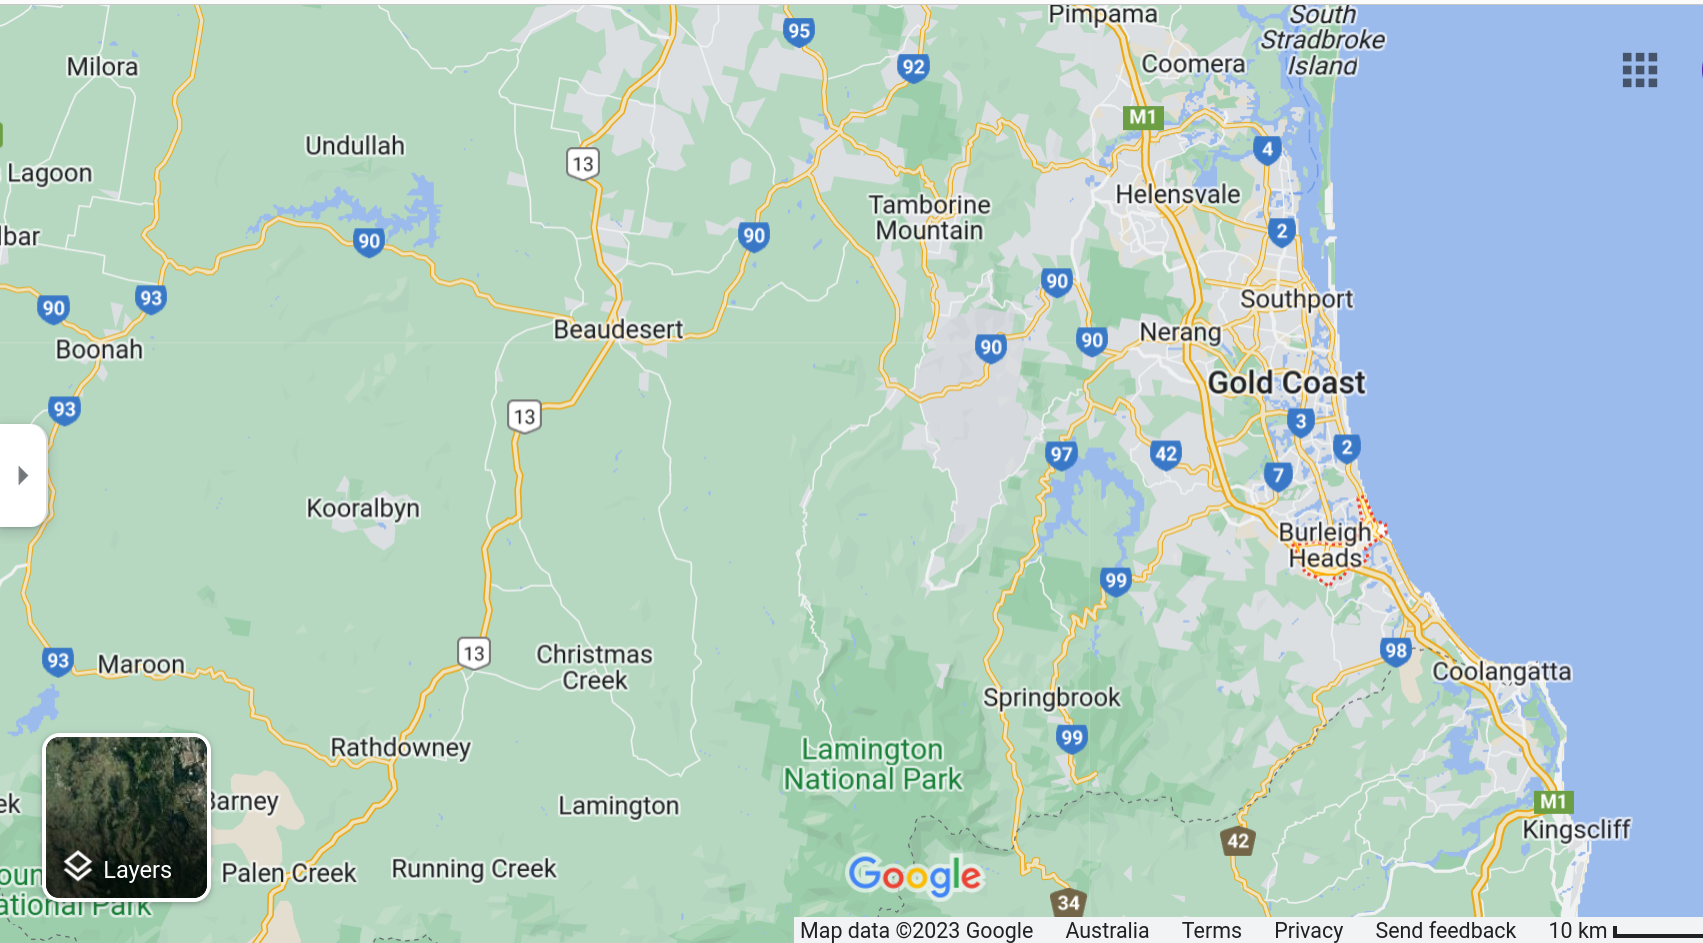 Pimpama
South
Stradbroke
Island
95
92
Milora
Coomera
M1
Undullah
13
4
Lagoon
Helensvale
Tamborine
Mountain
2
90
90
lbar
90
93
90
Southport
Beaudesert
Nerang
90
90
Boonah
Gold Coast
93
13
3
2
97
42
7
Kooralbyn
Burleigh
Heads
99
93
Maroon
13
Christmas
Creek
98
Coolangatta
Springbrook
99
Rathdowney
Lamington
National Park
ek
Barney
Lamington
M1
Kingscliff
42
Layers
Palen Creek
Running Creek
Google
oun
ational Park
34
Map data ©2023 Google Australia Terms Privacy Send feedback 10 km